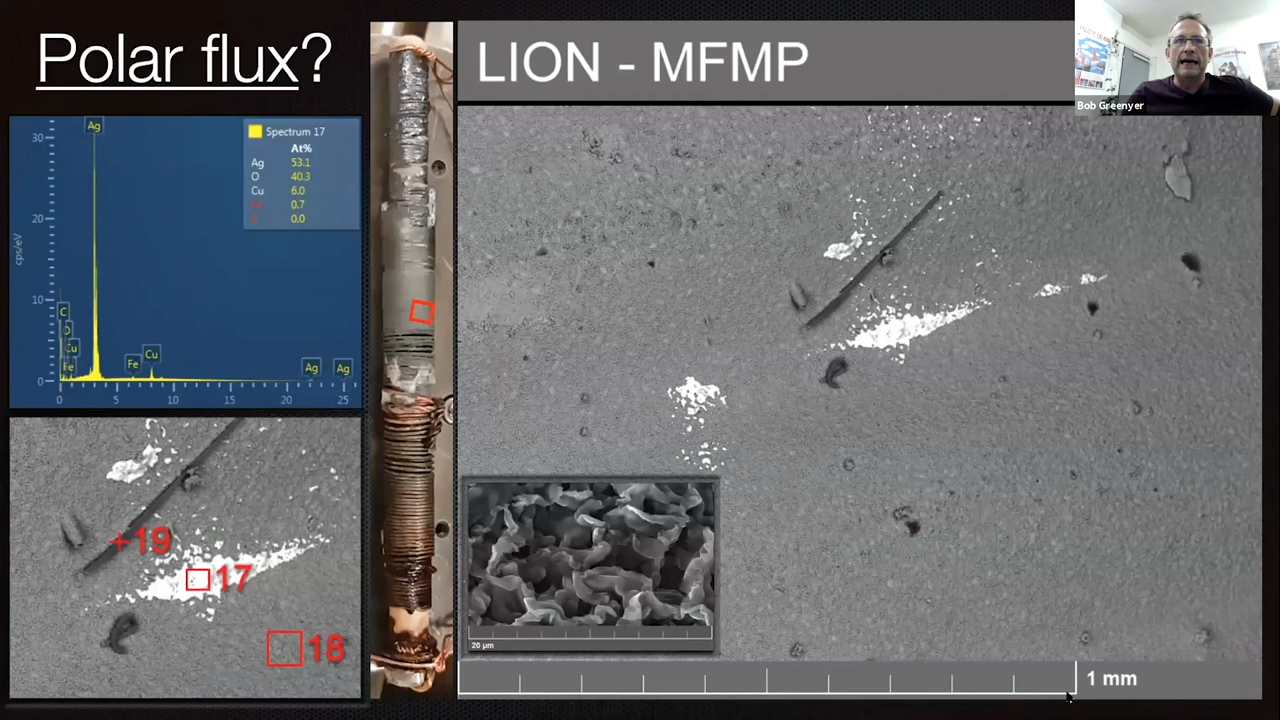 Polar flux?
LION - MFMP
Bob Greenyer
Ag
Spectrum 17
At%
Ag 53.1
O 40.3
Cu 6.0
0.7
0.0
30
20
10
0
cps/eV
C
O
Cu
Fe
Fe
Cu
Ag
Ag
0 5 10 15 20 25
+19
17
18
20 µm
1 mm